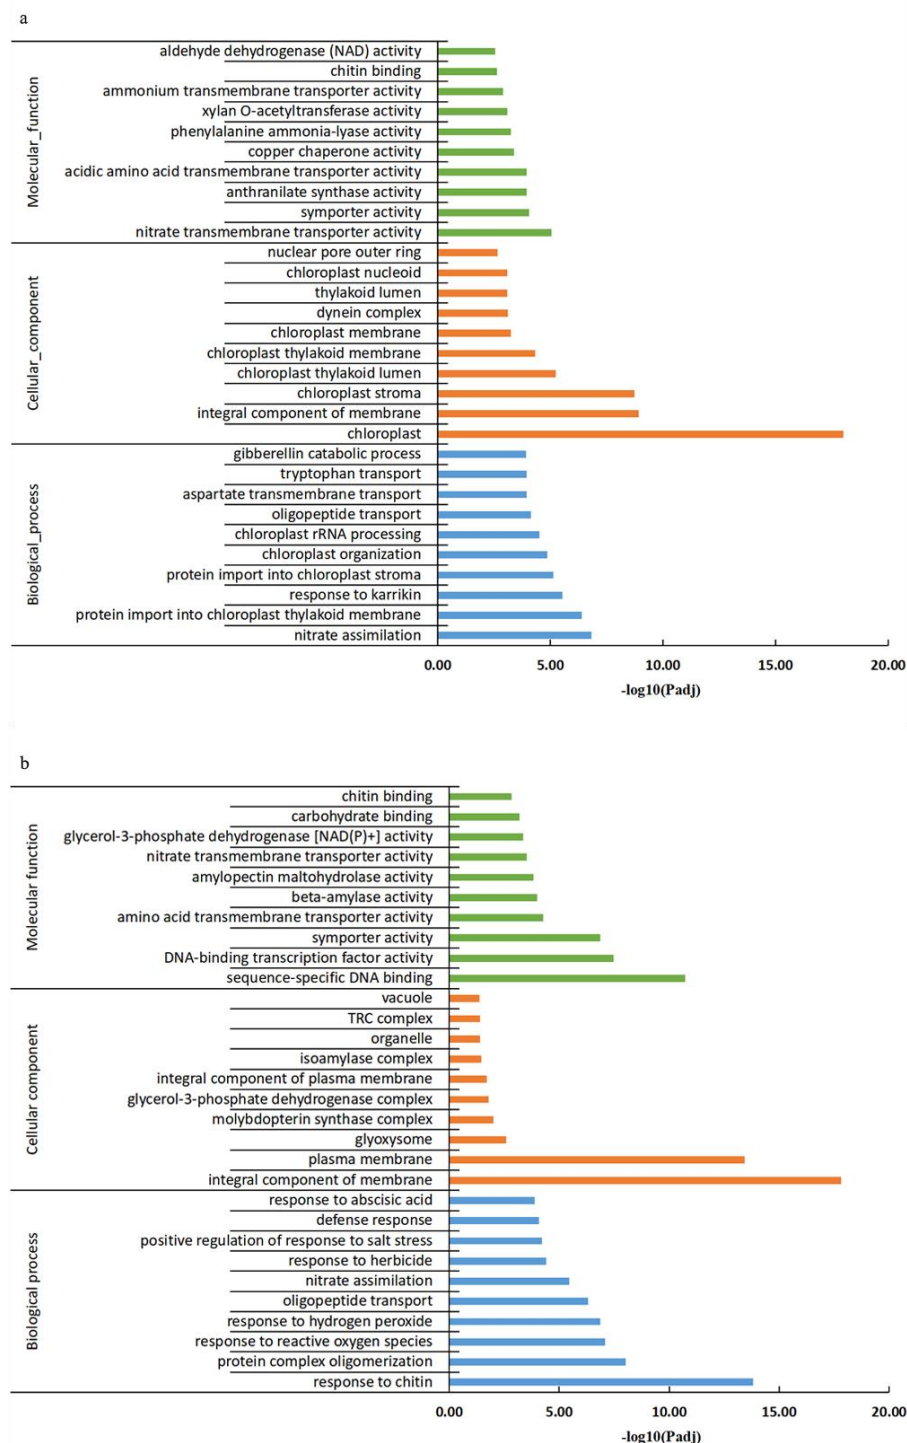 a
Molecular_function
aldehyde dehydrogenase (NAD) activity
chitin binding
ammonium transmembrane transporter activity
xylan O-acetyltransferase activity
phenylalanine ammonia-lyase activity
copper chaperone activity
acidic amino acid transmembrane transporter activity
anthranilate synthase activity
symporter activity
nitrate transmembrane transporter activity
Cellular_component
nuclear pore outer ring
chloroplast nucleoid
thylakoid lumen
dynein complex
chloroplast membrane
chloroplast thylakoid membrane
chloroplast thylakoid lumen
chloroplast stroma
integral component of membrane
chloroplast
Biological_process
gibberellin catabolic process
tryptophan transport
aspartate transmembrane transport
oligopeptide transport
chloroplast rRNA processing
chloroplast organization
protein import into chloroplast stroma
response to karrikin
protein import into chloroplast thylakoid membrane
nitrate assimilation
0.00 5.00 10.00 15.00 20.00
-log10(Padj)
b
Molecular function
chitin binding
carbohydrate binding
glycerol-3-phosphate dehydrogenase [NAD(P)+] activity
nitrate transmembrane transporter activity
amylopectin maltohydrolase activity
beta-amylase activity
amino acid transmembrane transporter activity
symporter activity
DNA-binding transcription factor activity
sequence-specific DNA binding
Cellular component
vacuole
TRC complex
organelle
isoamylase complex
integral component of plasma membrane
glycerol-3-phosphate dehydrogenase complex
molybdopterin synthase complex
glyoxysome
plasma membrane
integral component of membrane
Biological process
response to abscisic acid
defense response
positive regulation of response to salt stress
response to herbicide
nitrate assimilation
oligopeptide transport
response to hydrogen peroxide
response to reactive oxygen species
protein complex oligomerization
response to chitin
0.00 5.00 10.00 15.00 20.00
-log10(Padj)